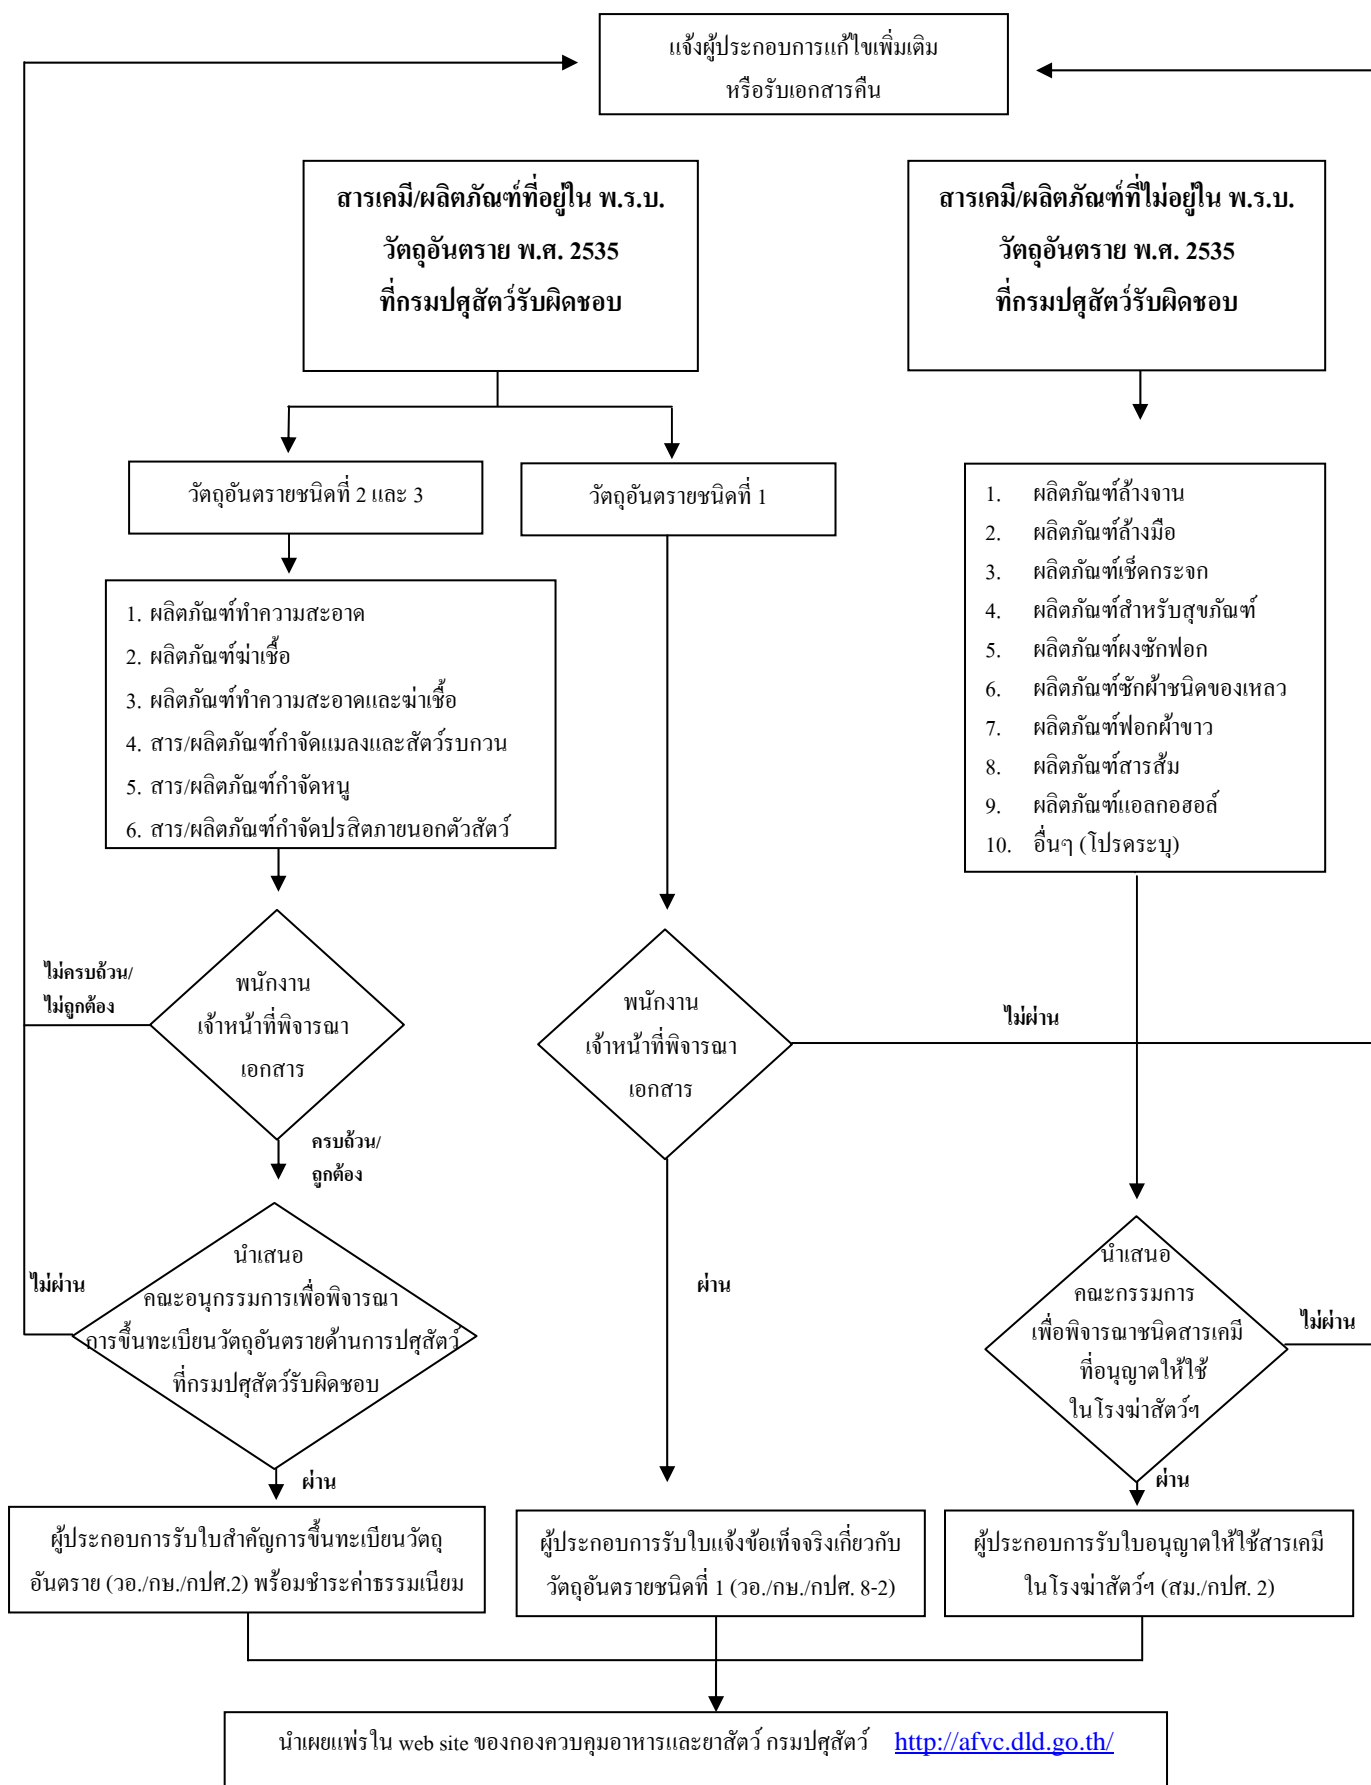 แจ้งผู้ประกอบการแก้ไขเพิ่มเติม
หรือรับเอกสารคืน
สารเคมี/ผลิตภัณฑ์ที่อยู่ใน พ.ร.บ.
วัตถุอันตราย พ.ศ. 2535
ที่กรมปศุสัตว์รับผิดชอบ
สารเคมี/ผลิตภัณฑ์ที่ไม่อยู่ใน พ.ร.บ.
วัตถุอันตราย พ.ศ. 2535
ที่กรมปศุสัตว์รับผิดชอบ
วัตถุอันตรายชนิดที่ 2 และ 3
วัตถุอันตรายชนิดที่ 1
1. ผลิตภัณฑ์ทำความสะอาด
2. ผลิตภัณฑ์ฆ่าเชื้อ
3. ผลิตภัณฑ์ทำความสะอาดและฆ่าเชื้อ
4. สาร/ผลิตภัณฑ์กำจัดแมลงและสัตว์รบกวน
5. สาร/ผลิตภัณฑ์กำจัดหนู
6. สาร/ผลิตภัณฑ์กำจัดปรสิตภายนอกตัวสัตว์
1. ผลิตภัณฑ์ล้างจาน
2. ผลิตภัณฑ์ล้างมือ
3. ผลิตภัณฑ์เช็ดกระจก
4. ผลิตภัณฑ์สำหรับสุขภัณฑ์
5. ผลิตภัณฑ์ผงซักฟอก
6. ผลิตภัณฑ์ซักผ้าชนิดของเหลว
7. ผลิตภัณฑ์ฟอกผ้าขาว
8. ผลิตภัณฑ์สารส้ม
9. ผลิตภัณฑ์แอลกอฮอล์
10. อื่นๆ (โปรดระบุ)
ไม่ครบถ้วน/
ไม่ถูกต้อง
พนักงาน
เจ้าหน้าที่พิจารณา
เอกสาร
พนักงาน
เจ้าหน้าที่พิจารณา
เอกสาร
ไม่ผ่าน
ครบถ้วน/
ถูกต้อง
ไม่ผ่าน
นำเสนอ
คณะอนุกรรมการเพื่อพิจารณา
การขึ้นทะเบียนวัตถุอันตรายด้านการปศุสัตว์
ที่กรมปศุสัตว์รับผิดชอบ
ผ่าน
นำเสนอ
คณะกรรมการ
เพื่อพิจารณาชนิดสารเคมี
ที่อนุญาตให้ใช้
ในโรงฆ่าสัตว์ฯ
ไม่ผ่าน
ผ่าน
ผ่าน
ผู้ประกอบการรับใบสำคัญการขึ้นทะเบียนวัตถุ
อันตราย (วอ./กษ./กปศ.2) พร้อมชำระค่าธรรมเนียม
ผู้ประกอบการรับใบแจ้งข้อเท็จจริงเกี่ยวกับ
วัตถุอันตรายชนิดที่ 1 (วอ./กษ./กปศ. 8-2)
ผู้ประกอบการรับใบอนุญาตให้ใช้สารเคมี
ในโรงฆ่าสัตว์ฯ (สม./กปศ. 2)
นำเผยแพร่ใน web site ของกองควบคุมอาหารและยาสัตว์ กรมปศุสัตว์ http://afvc.dld.go.th/